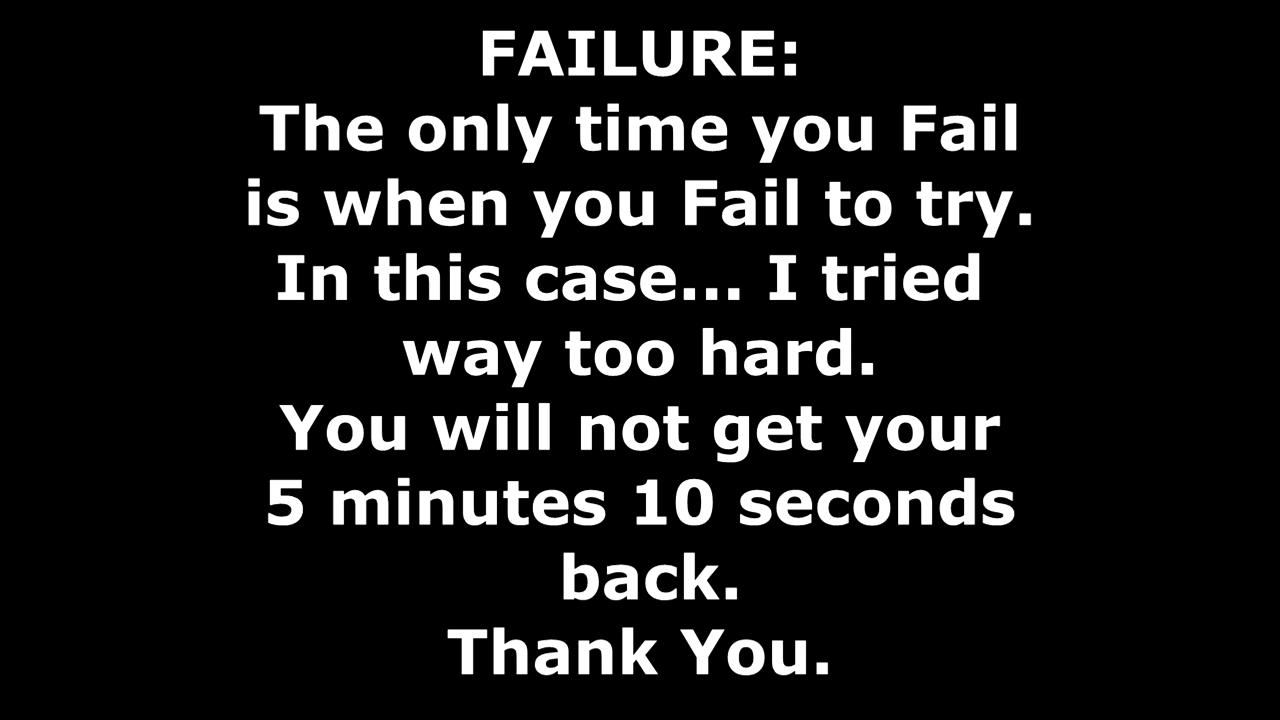 FAILURE:
The only time you Fail
is when you Fail to try.
In this case... I tried
way too hard.
You will not get your
5 minutes 10 seconds
back.
Thank You.